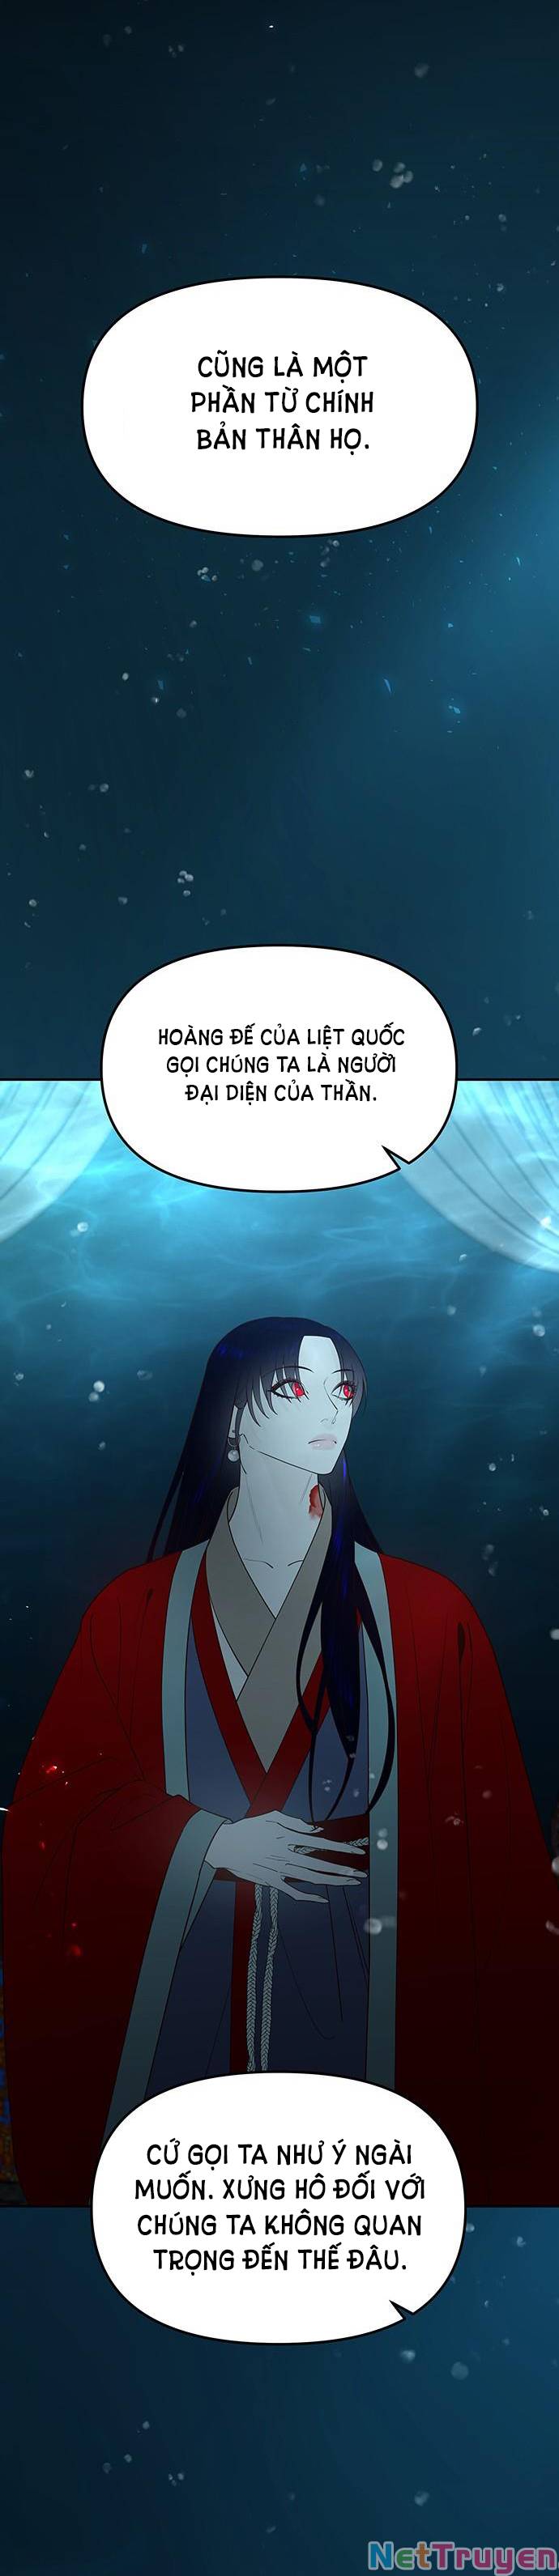 CŨNG LÀ MỘT
PHẦN TỪ CHÍNH
BẢN THÂN HỌ.
HOÀNG ĐẾ CỦA LIỆT QUỐC
GỌI CHÚNG TA LÀ NGƯỜI
ĐẠI DIỆN CỦA THẦN.
CỨ GỌI TA NHƯ Ý NGÀI
MUỐN. XƯNG HÔ ĐỐI VỚI
CHÚNG TA KHÔNG QUAN
TRỌNG ĐẾN THẾ ĐÂU.
NetTruyen